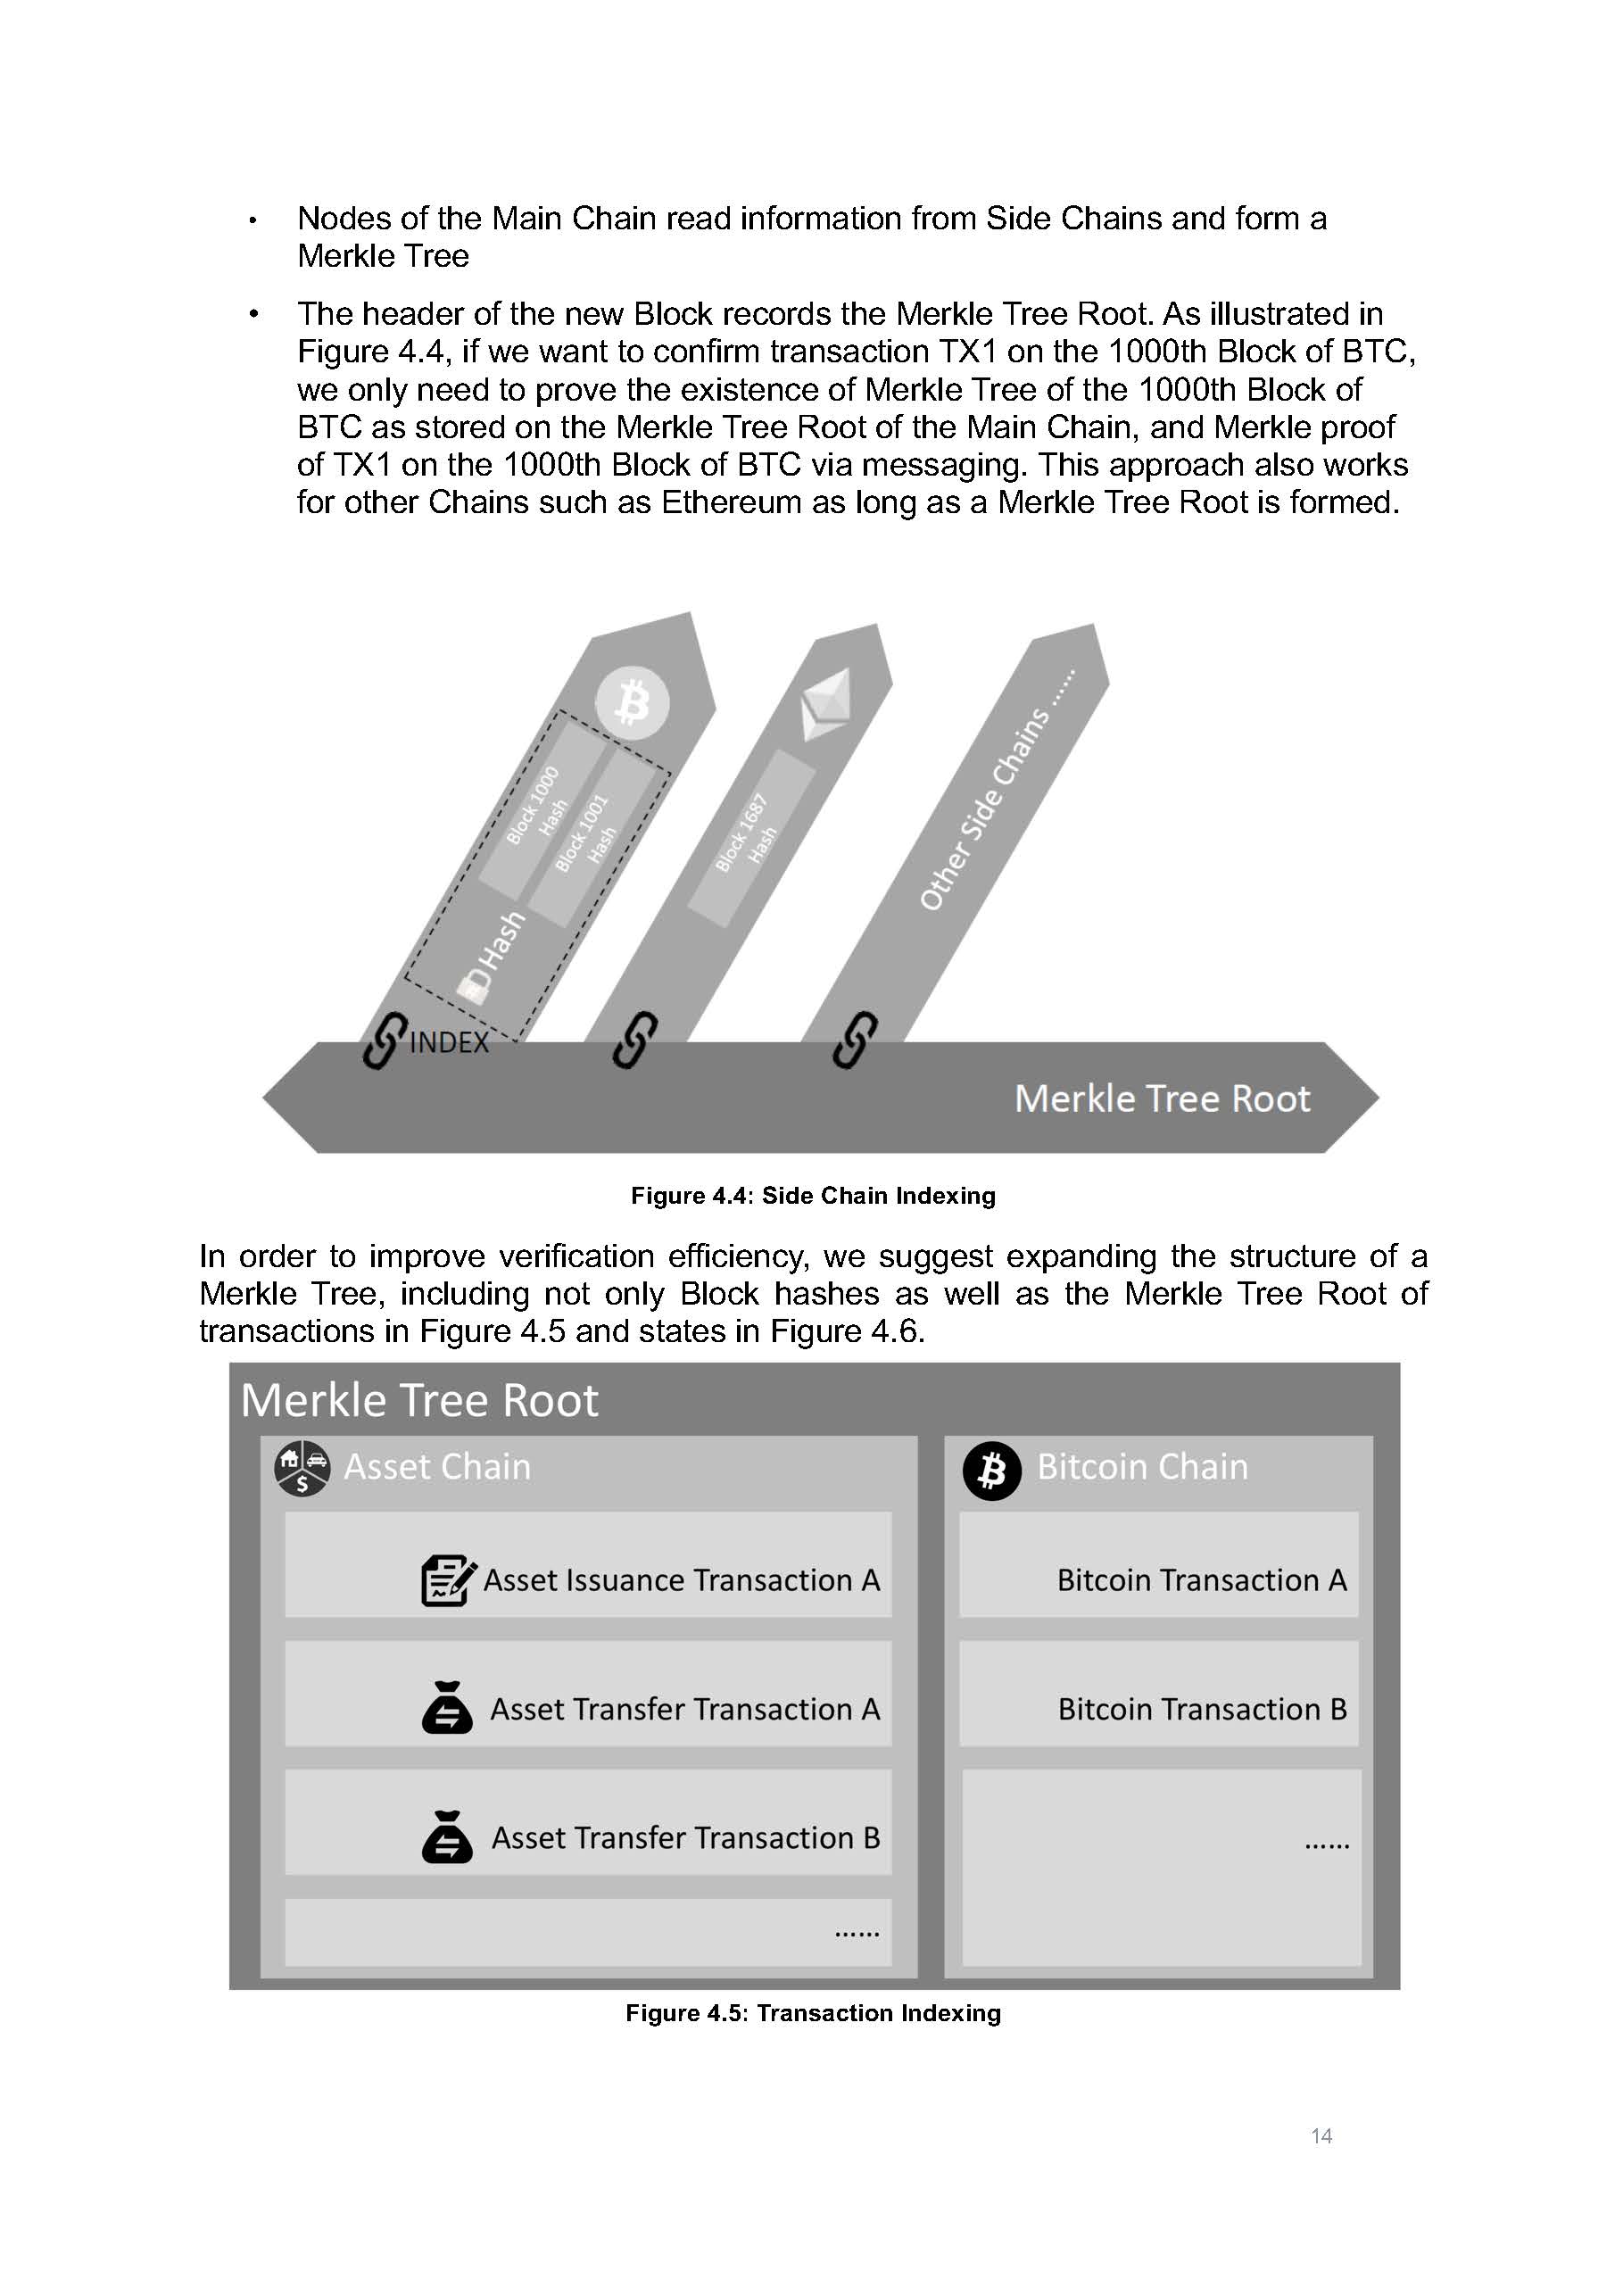 • Nodes of the Main Chain read information from Side Chains and form a
Merkle Tree
• The header of the new Block records the Merkle Tree Root. As illustrated in
Figure 4.4, if we want to confirm transaction TX1 on the 1000th Block of BTC,
we only need to prove the existence of Merkle Tree of the 1000th Block of
BTC as stored on the Merkle Tree Root of the Main Chain, and Merkle proof
of TX1 on the 1000th Block of BTC via messaging. This approach also works
for other Chains such as Ethereum as long as a Merkle Tree Root is formed.
Block 1000
Hash
Block 1001
Hash
Hash
INDEX
Block 1687
Hash
Other Side Chains ......
Merkle Tree Root
Figure 4.4: Side Chain Indexing
In order to improve verification efficiency, we suggest expanding the structure of a
Merkle Tree, including not only Block hashes as well as the Merkle Tree Root of
transactions in Figure 4.5 and states in Figure 4.6.
Merkle Tree Root
Asset Chain
Asset Issuance Transaction A
Asset Transfer Transaction A
Asset Transfer Transaction B
......
Bitcoin Chain
Bitcoin Transaction A
Bitcoin Transaction B
......
Figure 4.5: Transaction Indexing
14